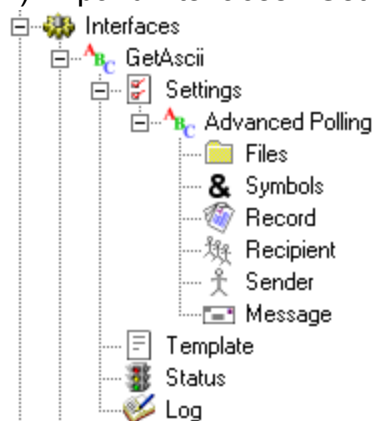 Interfaces
GetAscii
Settings
Advanced Polling
Files
& Symbols
Record
Recipient
Sender
Message
Template
Status
Log